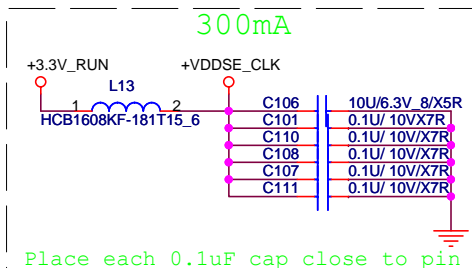 300mA
+3.3V_RUN
+VDDSE_CLK
L13
1 2
HCB1608KF-181T15_6
C106 10U/6.3V_8/X5R
C101 0.1U/ 10VX7R
C110 0.1U/ 10V/X7R
C108 0.1U/ 10V/X7R
C107 0.1U/ 10V/X7R
C111 0.1U/ 10V/X7R
Place each 0.1uF cap close to pin